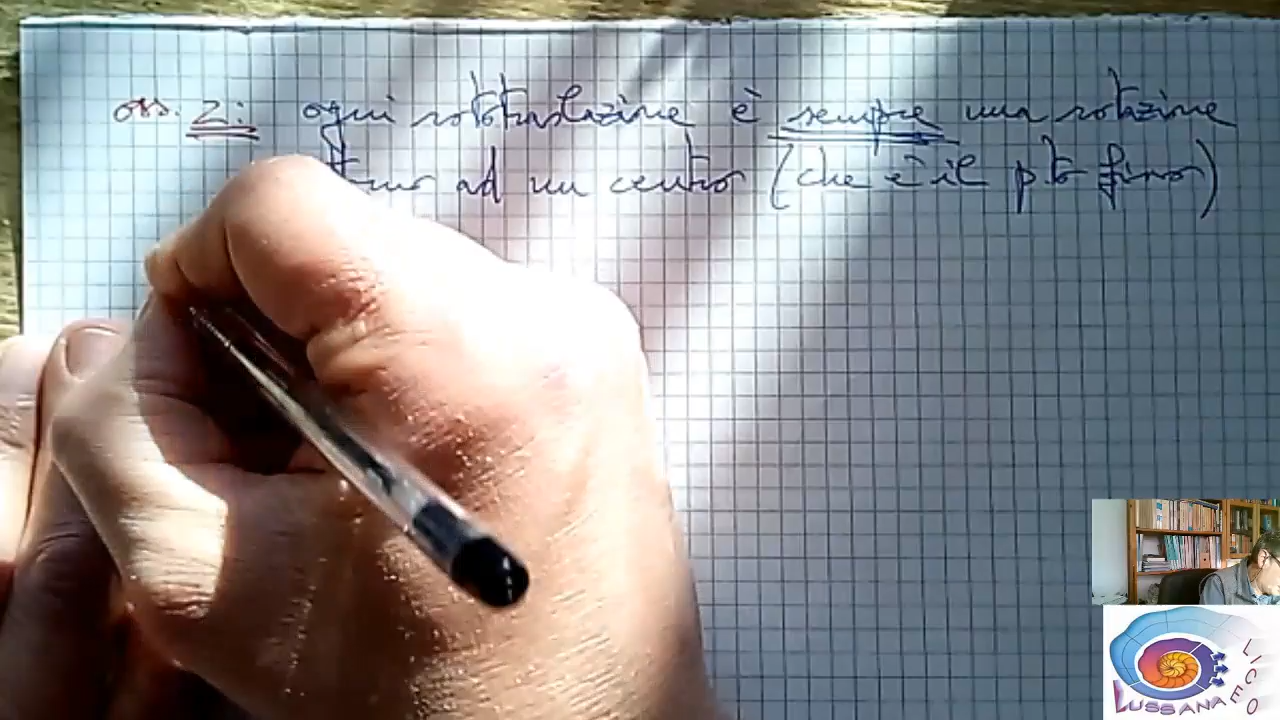 oss. 2: ogni rototraslazione è sempre una rotazione
ad un centro (che è il p.to fisso)
LICEO
LUSSANA